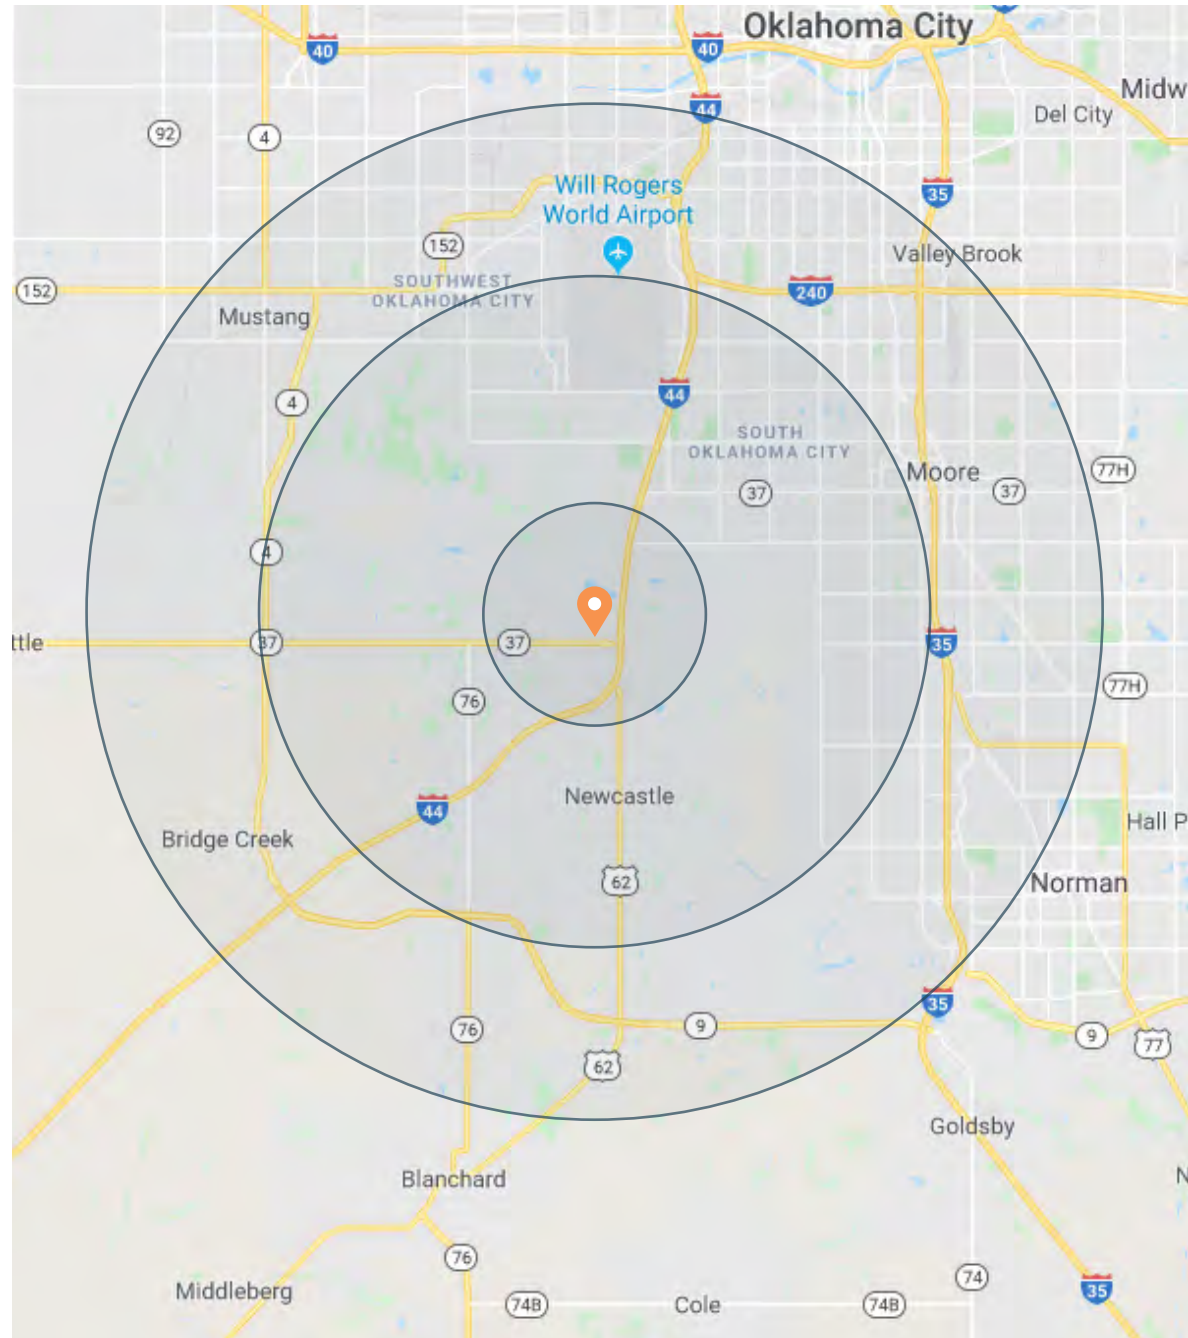 Oklahoma City
40
40
Midw
44
Del City
92
4
Will Rogers
World Airport
35
152
Valley Brook
SOUTHWEST
OKLAHOMA CITY
152
240
Mustang
44
4
SOUTH
OKLAHOMA CITY
Moore
77H
37
37
4
ttle
37
37
35
76
77H
Newcastle
44
Bridge Creek
Hall P
62
Norman
35
76
9
9
77
62
Goldsby
Blanchard
N
76
Middleberg
74
35
74B
Cole
74B